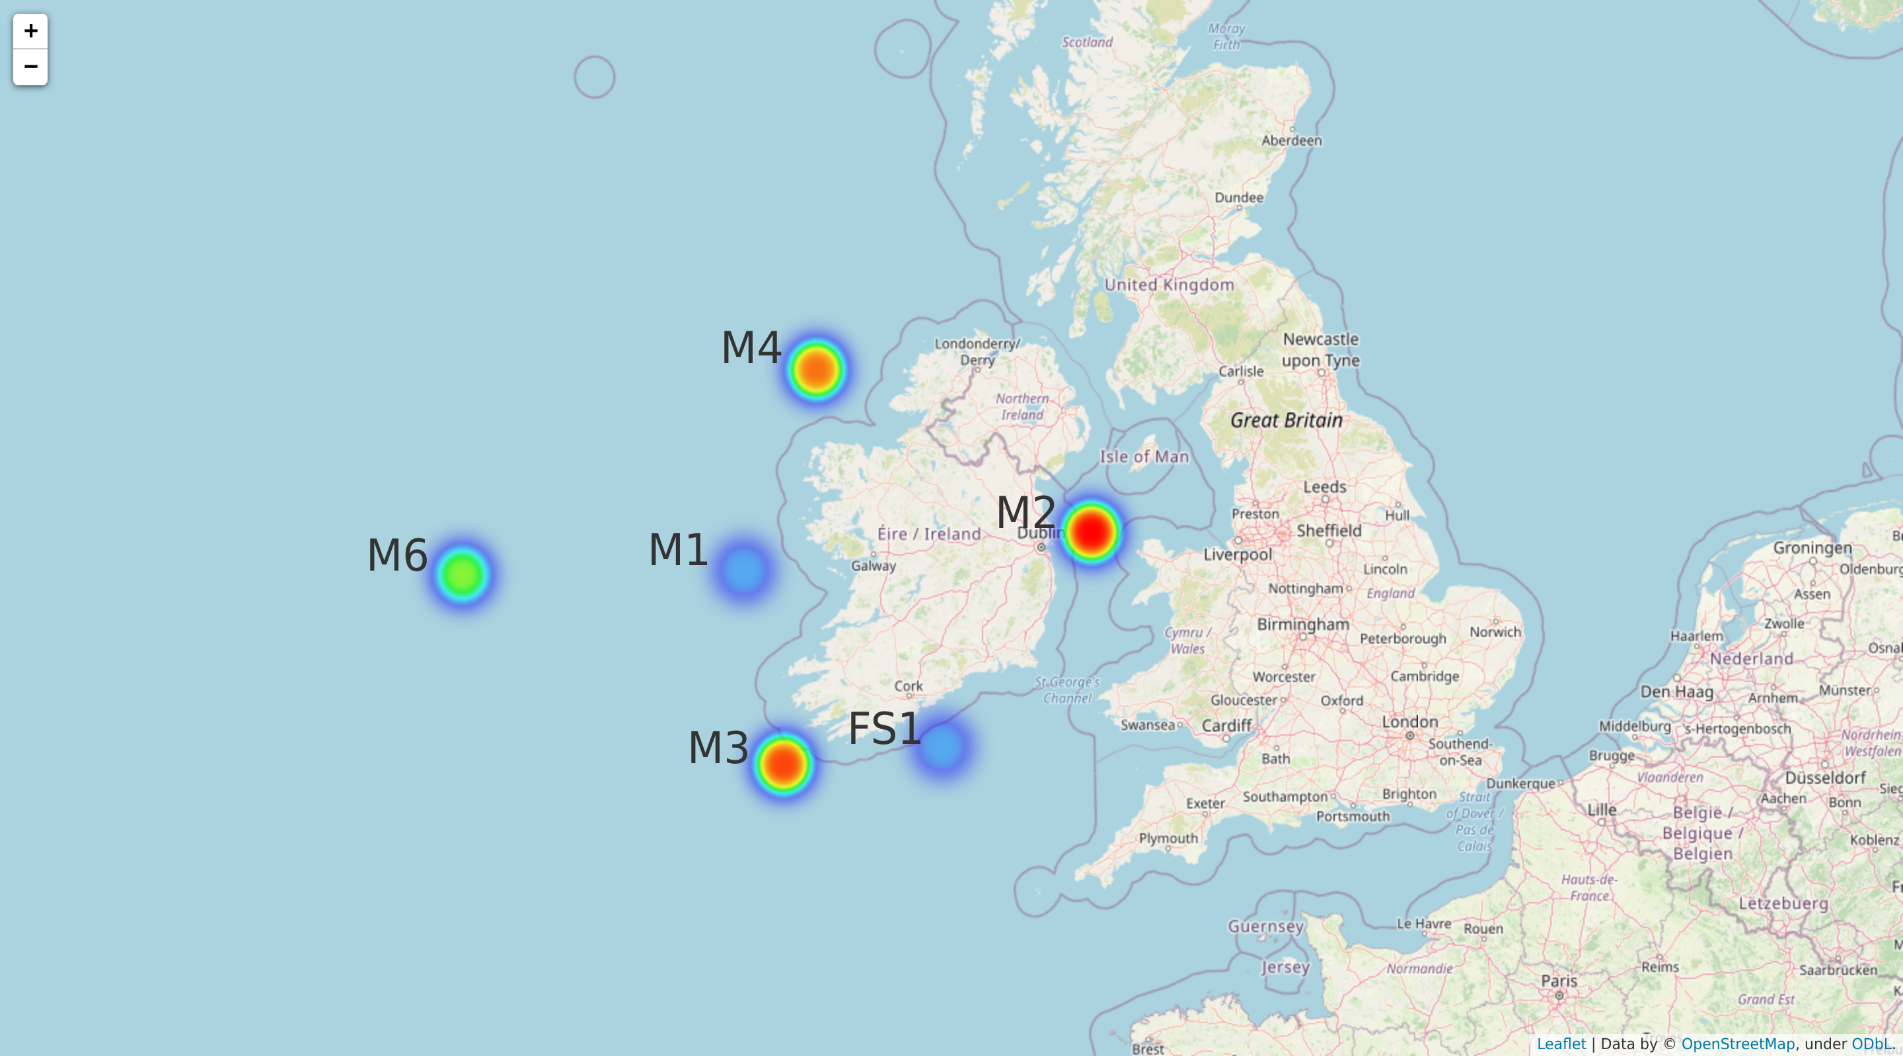 +
−
Scotland
Moray
Firth
Aberdeen
Dundee
United Kingdom
M4
Londonderry/
Derry
Newcastle
upon Tyne
Carlisle
Northern
Ireland
Great Britain
Isle of Man
Leeds
M2
Preston
Hull
Éire / Ireland
Dublin
Sheffield
Liverpool
M6
M1
Galway
Lincoln
Groningen
Oldenburg
Nottingham
England
Assen
Birmingham
Peterborough
Norwich
Zwolle
Cymru /
Wales
Haarlem
Nederland
Osna
Worcester
Cambridge
Cork
St George's
Channel
Gloucester
Oxford
Den Haag
Arnhem
Münster
FS1
Swansea
Cardiff
London
Middelburg
's-Hertogenbosch
M3
Southend-
on-Sea
Nordrhein-
Westfalen
Bath
Brugge
Vlaanderen
Düsseldorf
Dunkerque
Exeter
Southampton
Brighton
Strait
of Dover /
Pas de
Calais
Aachen
Bonn
Sieg
Portsmouth
Lille
België /
Belgique /
Belgien
Plymouth
Koblenz
Hauts-de-
France
Lëtzebuerg
Guernsey
Le Havre
Rouen
Jersey
Normandie
Reims
Saarbrücken
Paris
Grand Est
Brest
Leaflet | Data by © OpenStreetMap, under ODbL.